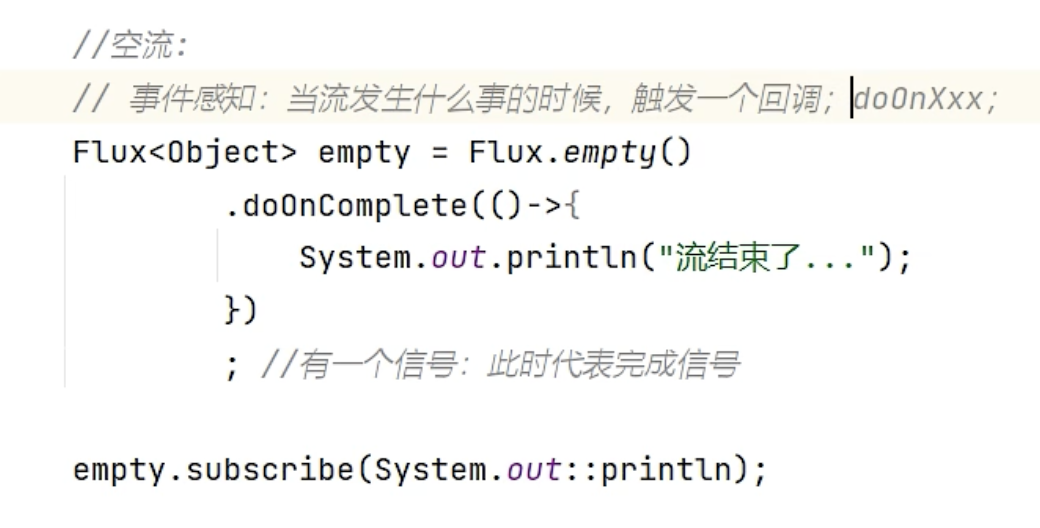 //空流：
// 事件感知：当流发生什么事的时候，触发一个回调；doOnXxx；
Flux<Object> empty = Flux.empty()
.doOnComplete(()->{
System.out.println("流结束了...");
})
; //有一个信号：此时代表完成信号
empty.subscribe(System.out::println);